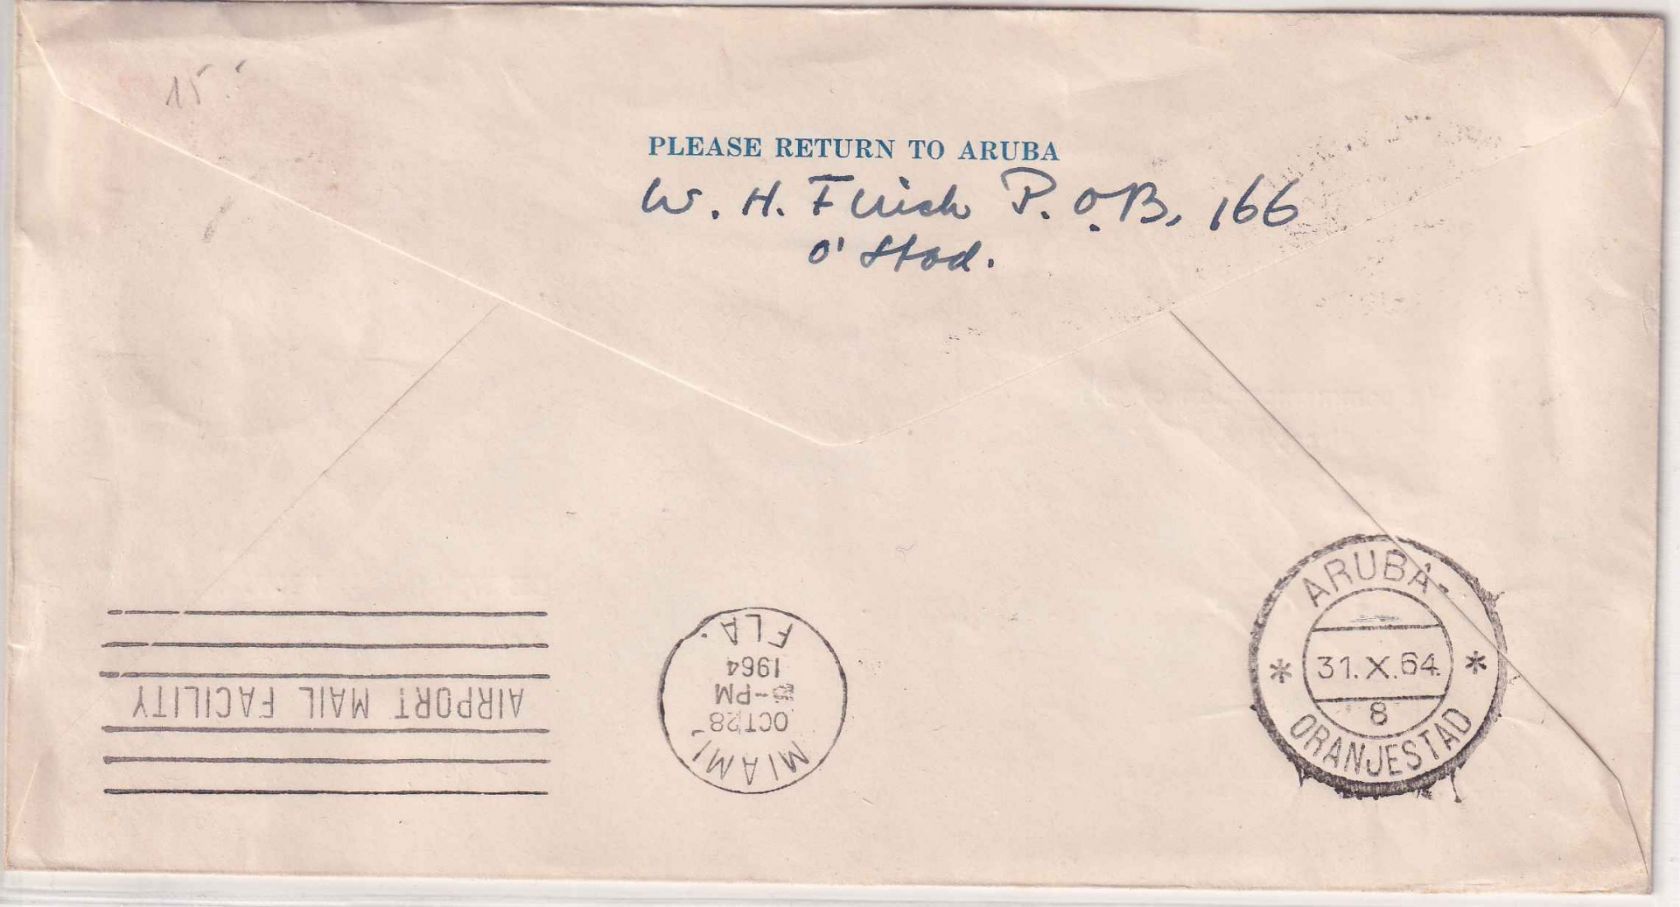 15
PLEASE RETURN TO ARUBA
W. H. P.O.B, 166
O'Stad.
AIRPORT MAIL FACILITY
MIAMI
OCT 28
-PM
1964
FLA.
ARUBA
* 31.X.64. *
8
ORANJESTAD